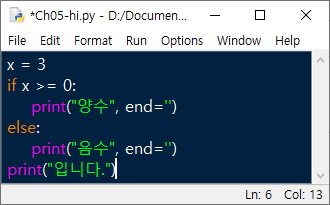 *Ch05-hi.py - D:/Documen...
File Edit Format Run Options Window Help
x = 3
if x >= 0:
    print("양수", end='')
else:
    print("음수", end='')
print("입니다.")
Ln: 6 Col: 13